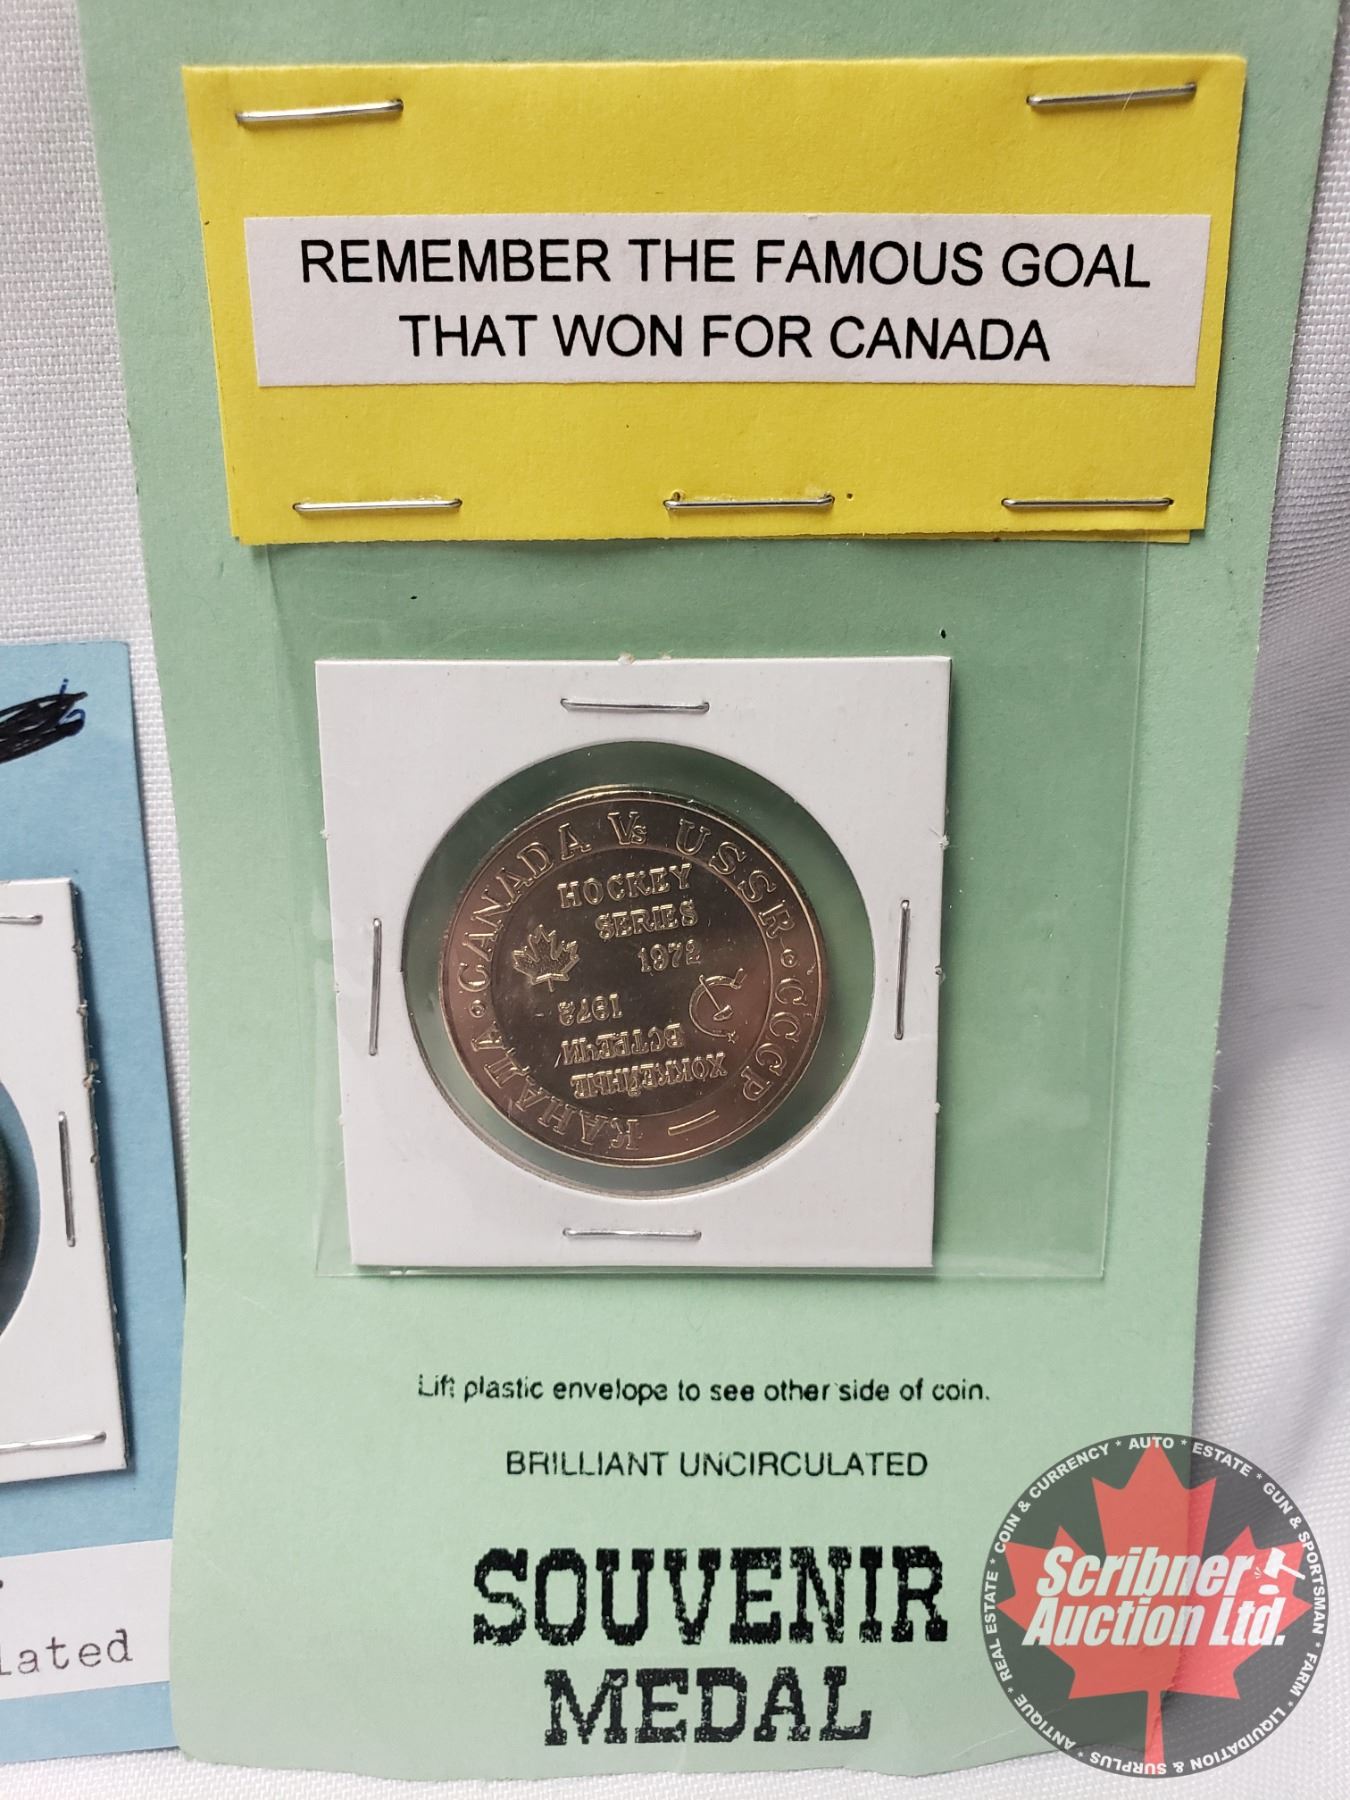 REMEMBER THE FAMOUS GOAL
THAT WON FOR CANADA
CANADA Vs USSR
HOCKEY
SERIES
1972
КАНАДА — СССР
ХОККЕЙНЫЕ
ВСТРЕЧИ
1972
Lift plastic envelope to see other side of coin.
BRILLIANT UNCIRCULATED
SOUVENIR
MEDAL
lated
COIN & CURRENCY * AUTO * ESTATE * GUN & SPORTSMAN * FARM * LIQUIDATION & SURPLUS * ANTIQUE * REAL ESTATE *
Scribner
Auction Ltd.